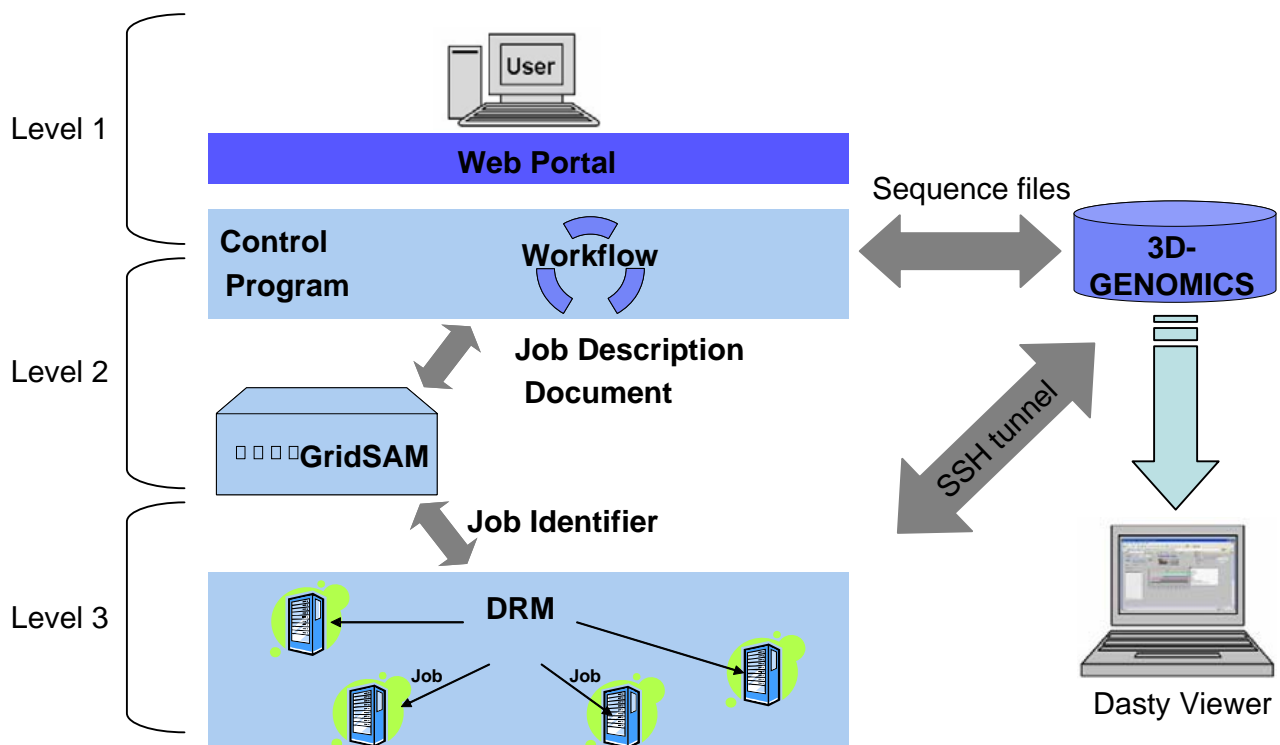 Level 1
User
Web Portal
Control
Program
Workflow
Sequence files
3D-
GENOMICS
Level 2
Job Description
Document
GridSAM
SSH tunnel
Job Identifier
Level 3
DRM
Job
Job
Dasty Viewer